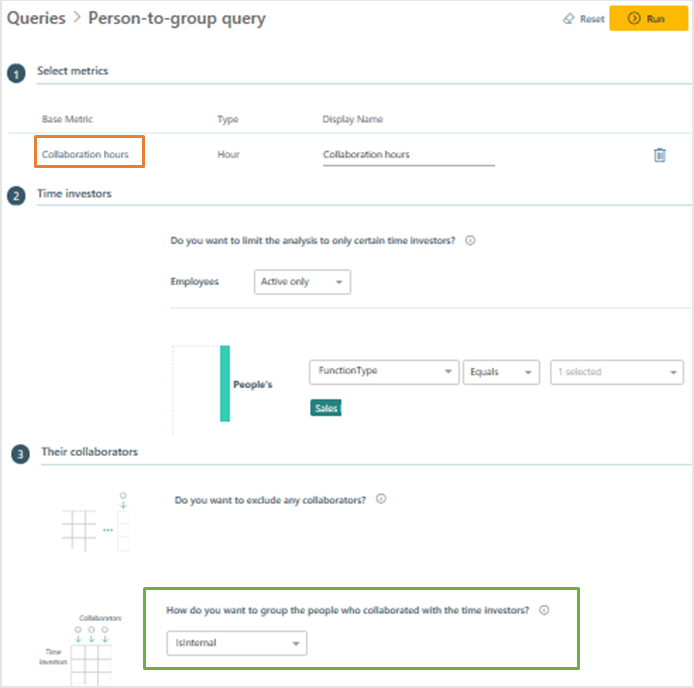 Queries > Person-to-group query
Reset
Run
1 Select metrics
Base Metric Type Display Name
Collaboration hours Hour Collaboration hours
2 Time investors
Do you want to limit the analysis to only certain time investors?
Employees Active only
People's FunctionType Equals 1 selected
Sales
3 Their collaborators
Do you want to exclude any collaborators?
...
How do you want to group the people who collaborated with the time investors?
Collaborators
IsInternal
Time
Investors